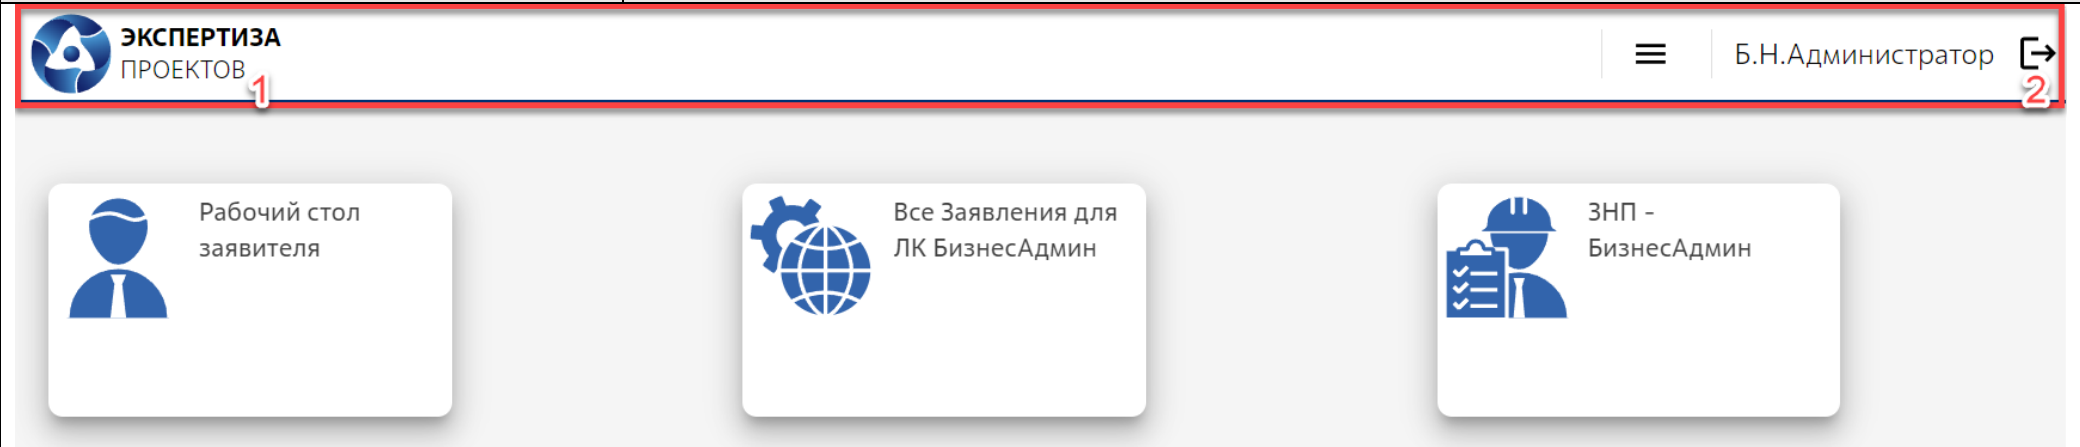 ЭКСПЕРТИЗА
ПРОЕКТОВ
1
Б.Н.Администратор
2
Рабочий стол
заявителя
Все Заявления для
ЛК БизнесАдмин
ЗНП -
БизнесАдмин